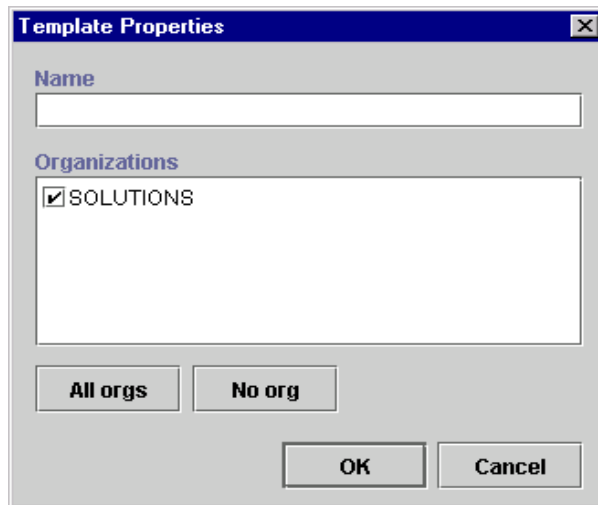 Template Properties
Name
Organizations
SOLUTIONS
All orgs
No org
OK
Cancel